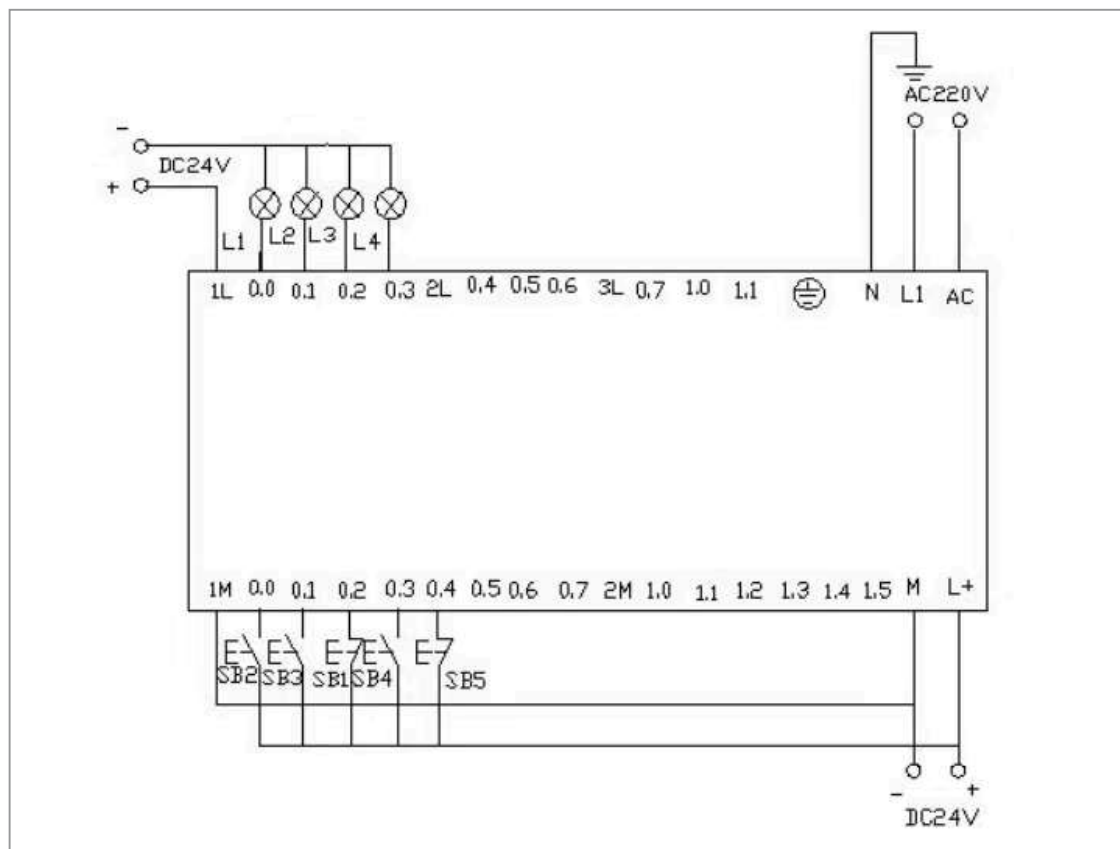 AC220V
-
DC24V
+
L1 L2 L3 L4
1L 0.0 0.1 0.2 0.3 2L 0.4 0.5 0.6 3L 0.7 1.0 1.1 N L1 AC
1M 0.0 0.1 0.2 0.3 0.4 0.5 0.6 0.7 2M 1.0 1.1 1.2 1.3 1.4 1.5 M L+
SB2 SB3 SB1 SB4 SB5
- +
DC24V